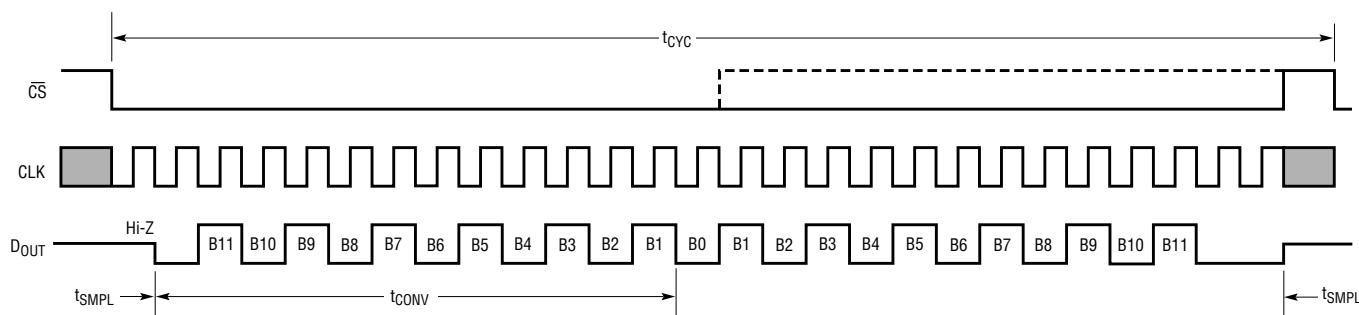 tCYC
CS
CLK
Hi-Z
DOUT B11 B10 B9 B8 B7 B6 B5 B4 B3 B2 B1 B0 B1 B2 B3 B4 B5 B6 B7 B8 B9 B10 B11
tSMPL tCONV tSMPL